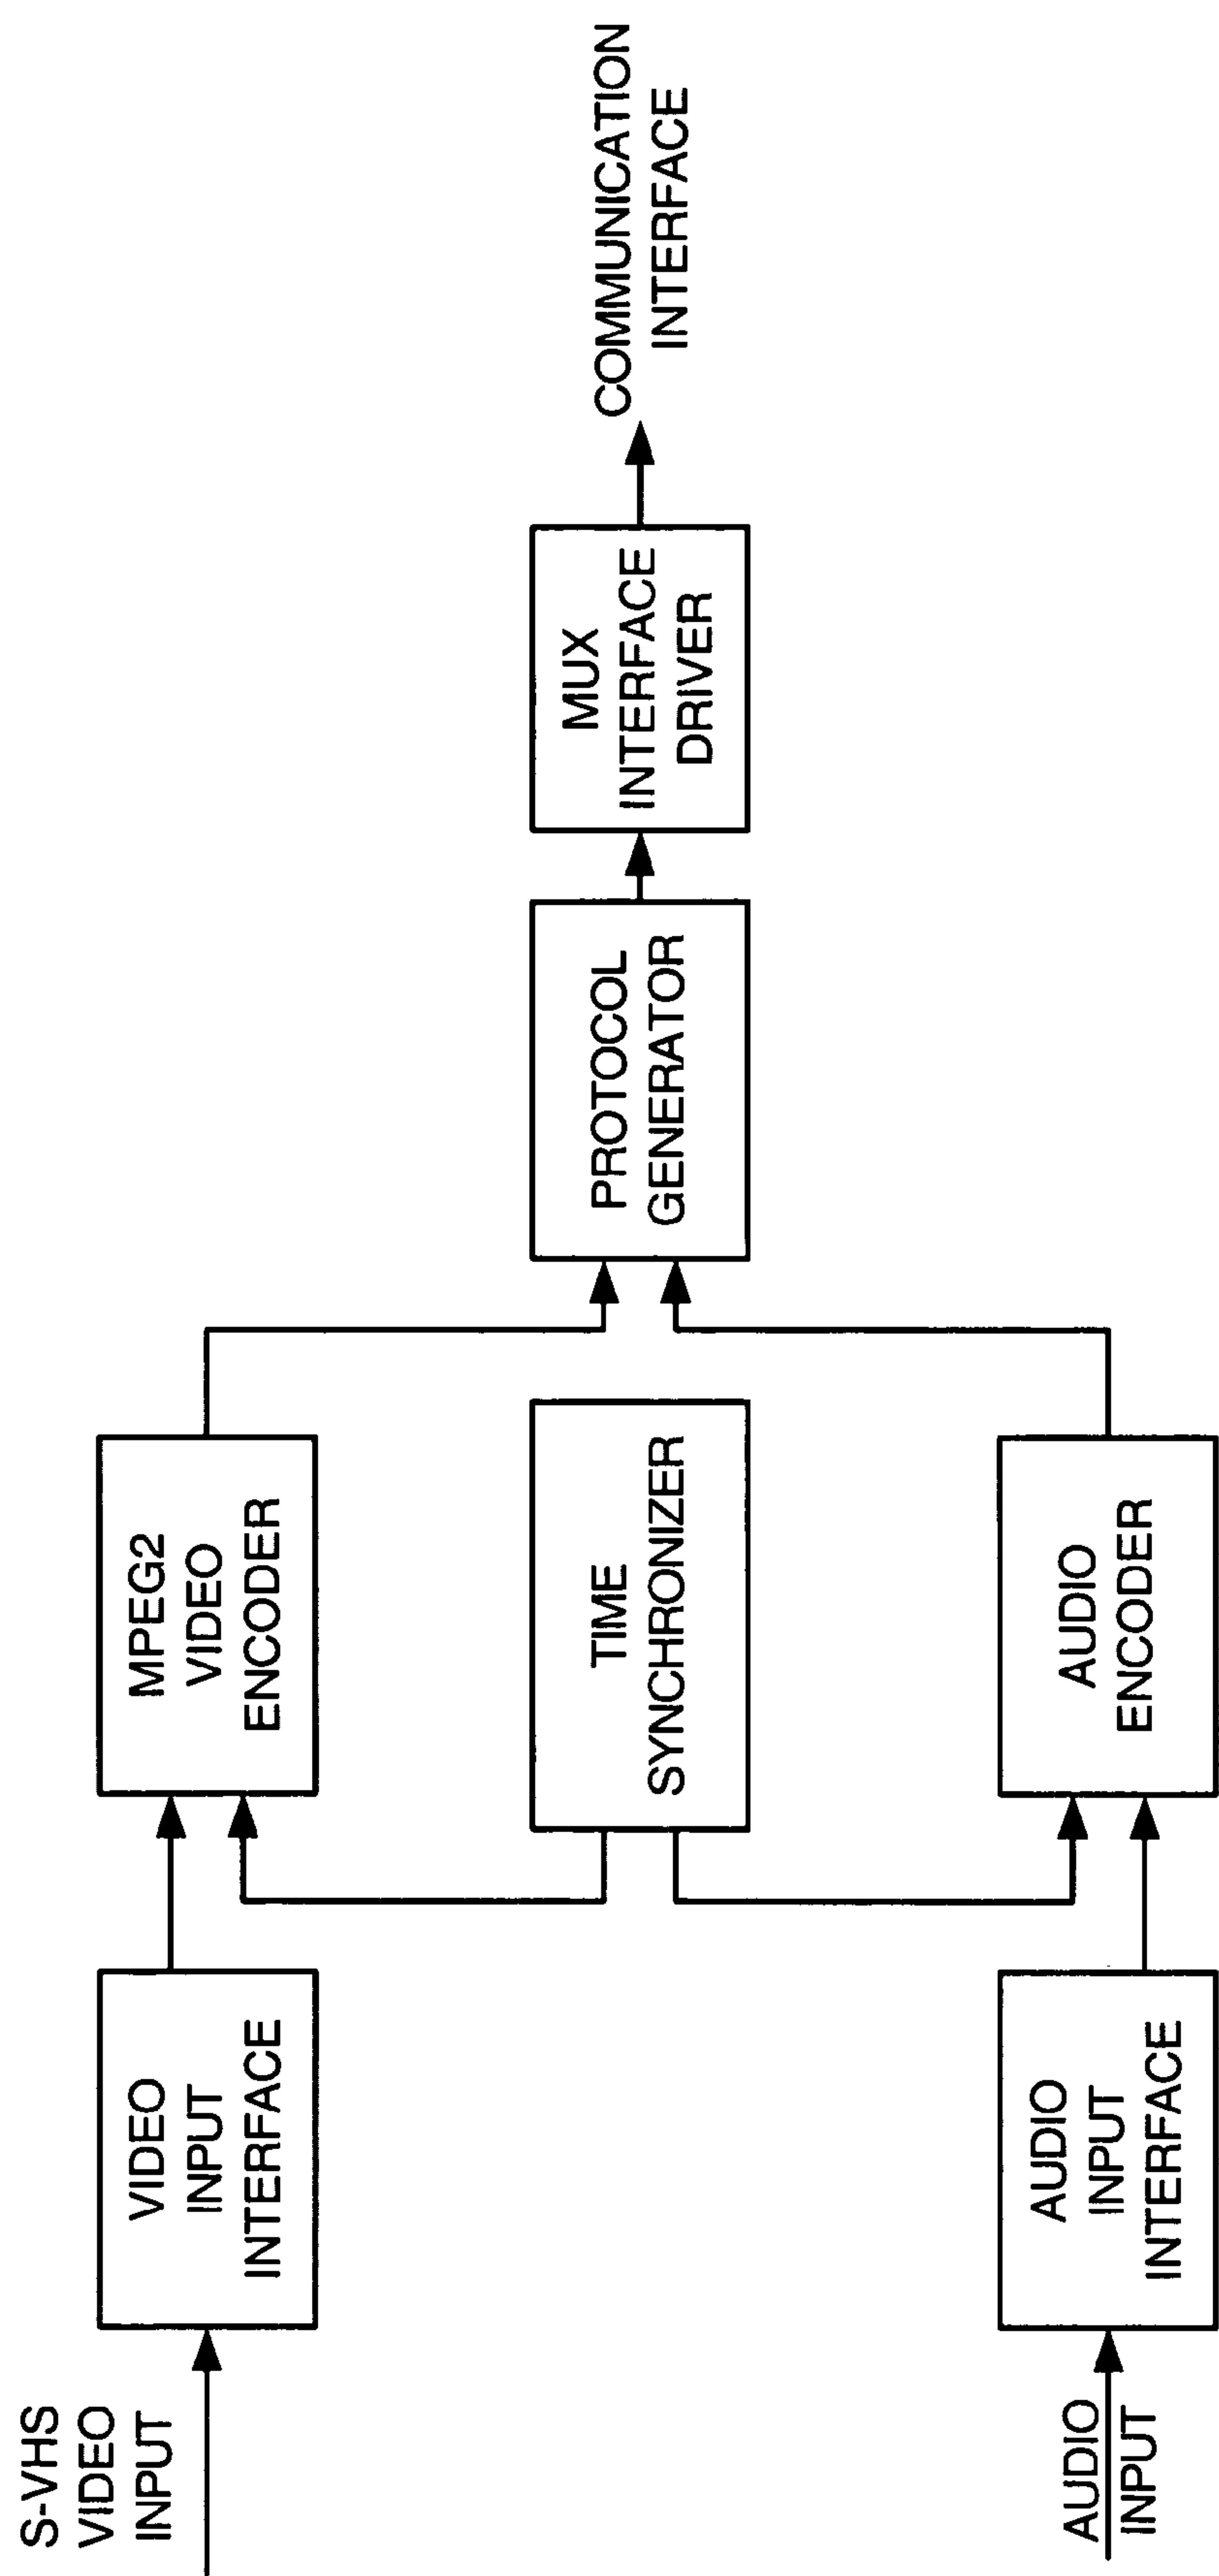 S-VHS
VIDEO
INPUT
VIDEO
INPUT
INTERFACE
MPEG2
VIDEO
ENCODER
TIME
SYNCHRONIZER
PROTOCOL
GENERATOR
MUX
INTERFACE
DRIVER
COMMUNICATION
INTERFACE
AUDIO
INPUT
AUDIO
INPUT
INTERFACE
AUDIO
ENCODER